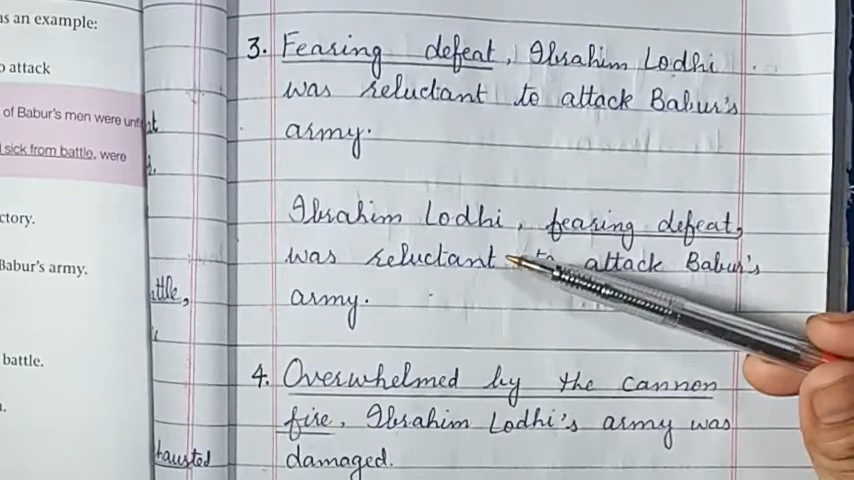 as an example:
attack
of Babur's men were
sick from battle, were
ctory.
Babur's army.
battle.
ttle,
hausted
3. Fearing defeat, Ibrahim Lodhi
was reluctant to attack Babur's
army.
Ibrahim Lodhi, fearing defeat,
was reluctant to attack Babur's
army.
4. Overwhelmed by the cannon
fire, Ibrahim Lodhi's army was
damaged.